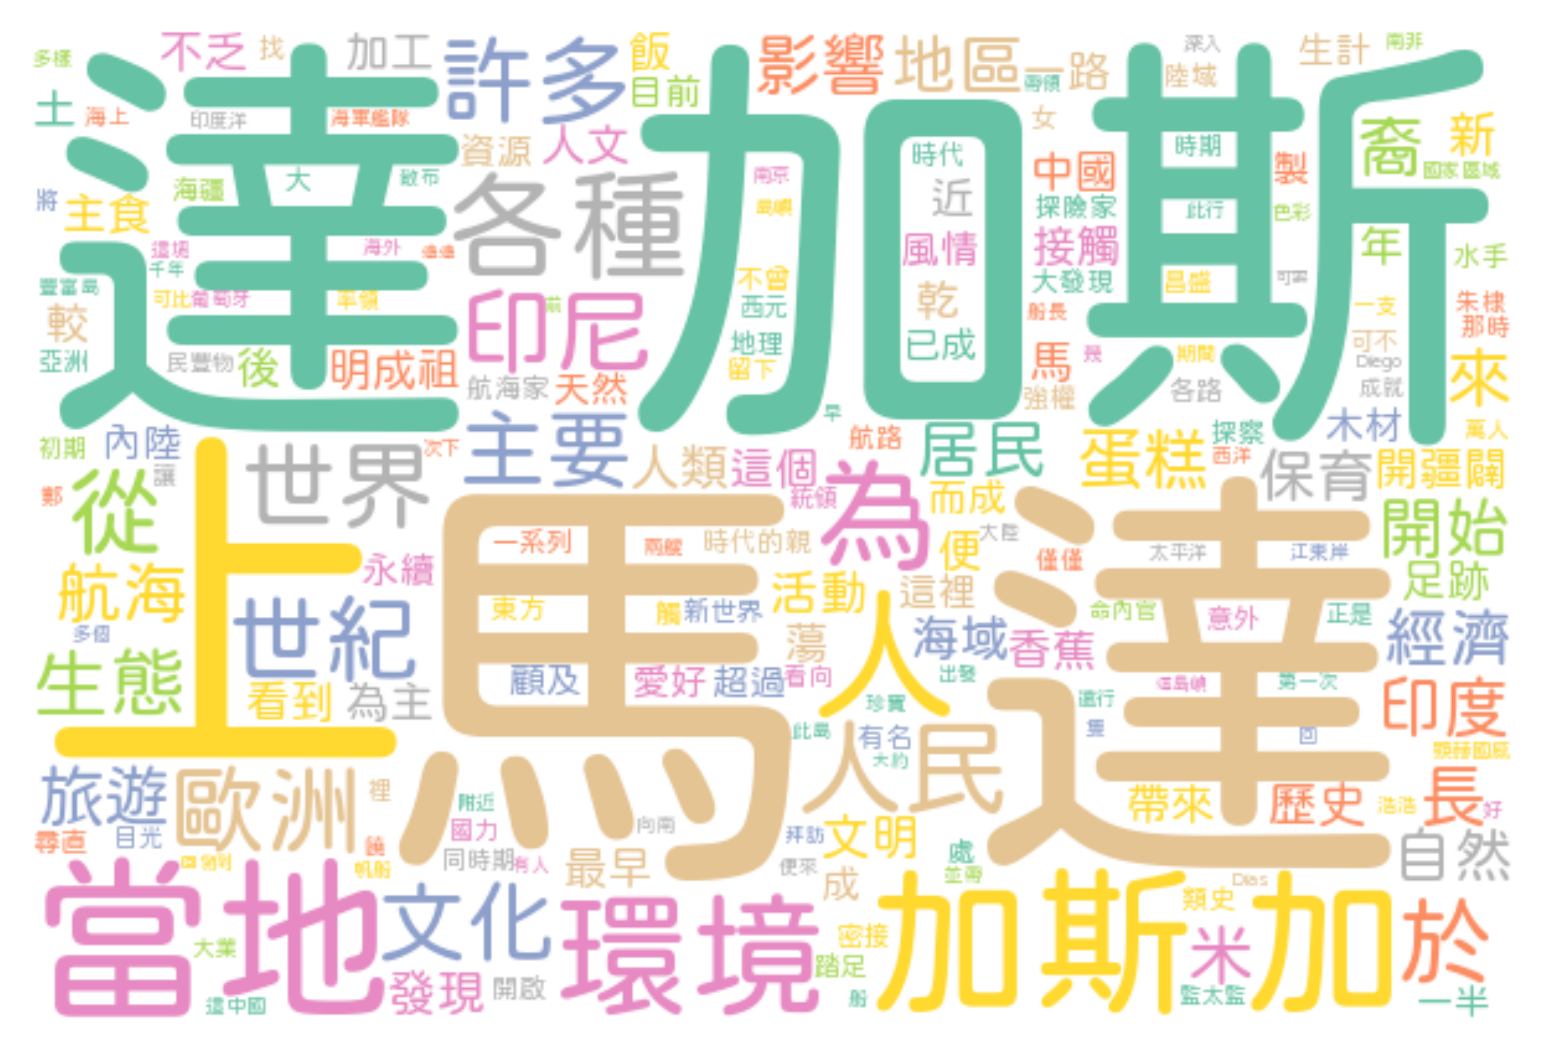 多樣
不乏
找
加工
許多
飯
目前
影響
地區
一路
帶領
深入
陸域
生計
南非
土
海上
印度洋
海軍艦隊
達
加斯
資源
人文
女
時代
中國
時期
製
裔
新
國家
區域
將
主食
海疆
大
散布
各種
南京
島嶼
近
探險家
此行
色彩
這塊
千年
海外
風情
接觸
年
水手
豐富
島
可比
葡萄牙
率領
印尼
不曾
西元
乾
大發現
昌盛
一支
朱棣
較
亞洲
民豐物
後
明成祖
航海家
天然
地理
留下
已成
船長
馬
幾
期間
各路
強權
可不
那時
Diego
成就
來
初期
內陸
世界
次下
主要
人類
這個
早
航路
居民
蛋糕
探察
西洋
木材
萬人
保育
開疆闢
鄭
從
讓
上
馬
達
統領
為
而成
便
大陸
開始
一系列
兩艘
時代的親
僅僅
太平洋
江東岸
航海
永續
東方
觸
新世界
活動
這裡
足跡
多個
世紀
人
蕩
海域
香蕉
命內官
意外
正是
經濟
生態
看到
為主
顧及
愛好
超過
看向
出發
珍寶
還行
第一次
印度
此島
有名
大約
隻
人民
旅遊
歐洲
裡
附近
國力
向南
拜訪
文明
處
並帶
帶來
歷史
浩浩
長
好
尋直
目光
饒
帆船
同時期
有人
最早
便來
成
自然
當地
文化
環境
加斯加
Dias
類史
於
大業
發現
開啟
密接
踏足
米
這中國
船
監太監
一半